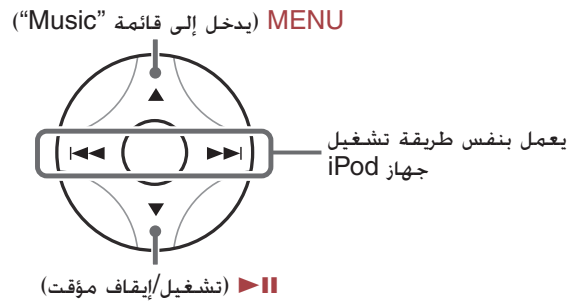 MENU (يدخل إلى قائمة “Music”)
يعمل بنفس طريقة تشغيل
جهاز iPod
(تشغيل/إيقاف مؤقت)